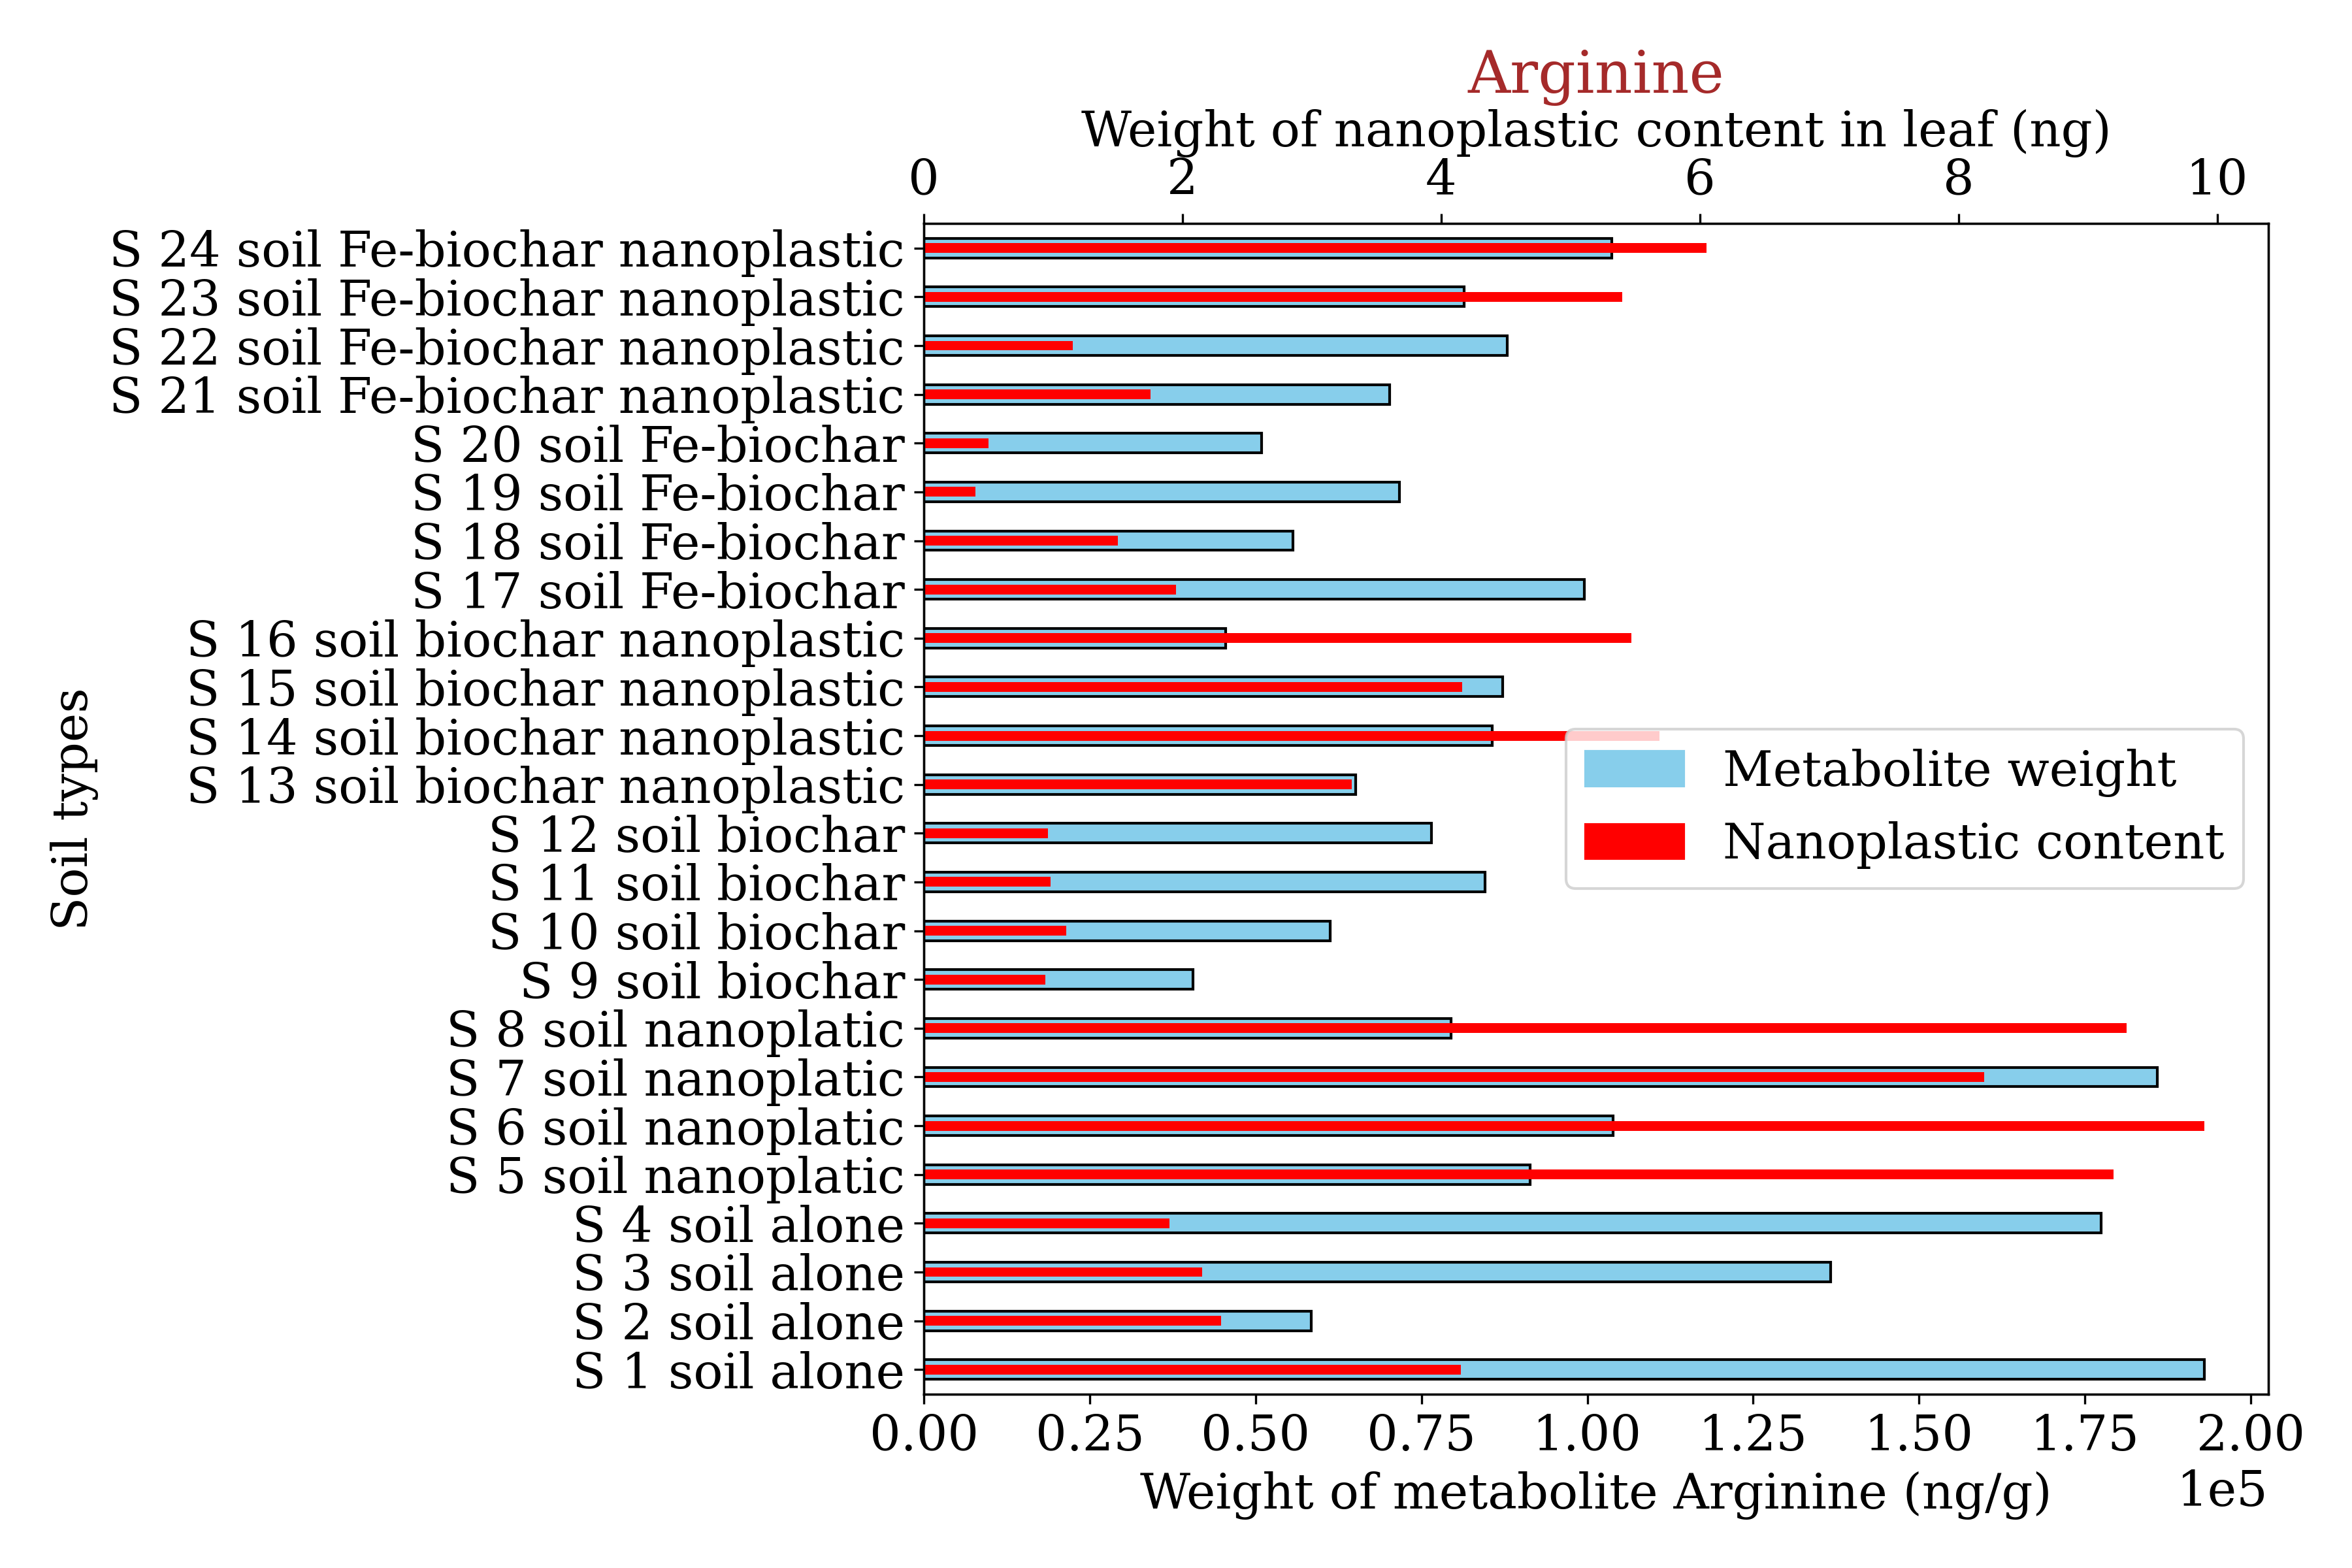 Arginine
Weight of nanoplastic content in leaf (ng)
0 2 4 6 8 10
S 24 soil Fe-biochar nanoplastic
S 23 soil Fe-biochar nanoplastic
S 22 soil Fe-biochar nanoplastic
S 21 soil Fe-biochar nanoplastic
S 20 soil Fe-biochar
S 19 soil Fe-biochar
S 18 soil Fe-biochar
S 17 soil Fe-biochar
S 16 soil biochar nanoplastic
S 15 soil biochar nanoplastic
S 14 soil biochar nanoplastic
S 13 soil biochar nanoplastic
S 12 soil biochar
S 11 soil biochar
S 10 soil biochar
S 9 soil biochar
S 8 soil nanoplatic
S 7 soil nanoplatic
S 6 soil nanoplatic
S 5 soil nanoplatic
S 4 soil alone
S 3 soil alone
S 2 soil alone
S 1 soil alone
Soil types
Metabolite weight
Nanoplastic content
0.00 0.25 0.50 0.75 1.00 1.25 1.50 1.75 2.00
Weight of metabolite Arginine (ng/g)
1e5